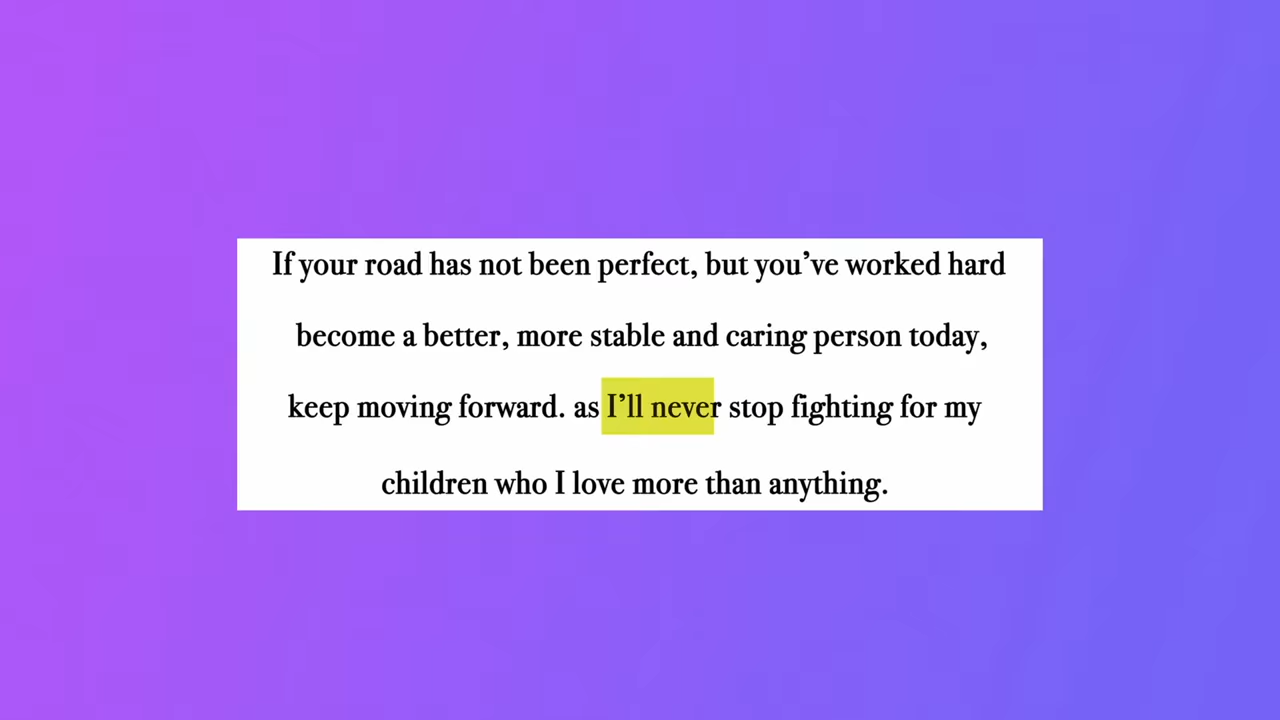 If your road has not been perfect, but you’ve worked hard
become a better, more stable and caring person today,
keep moving forward. as I’ll never stop fighting for my
children who I love more than anything.